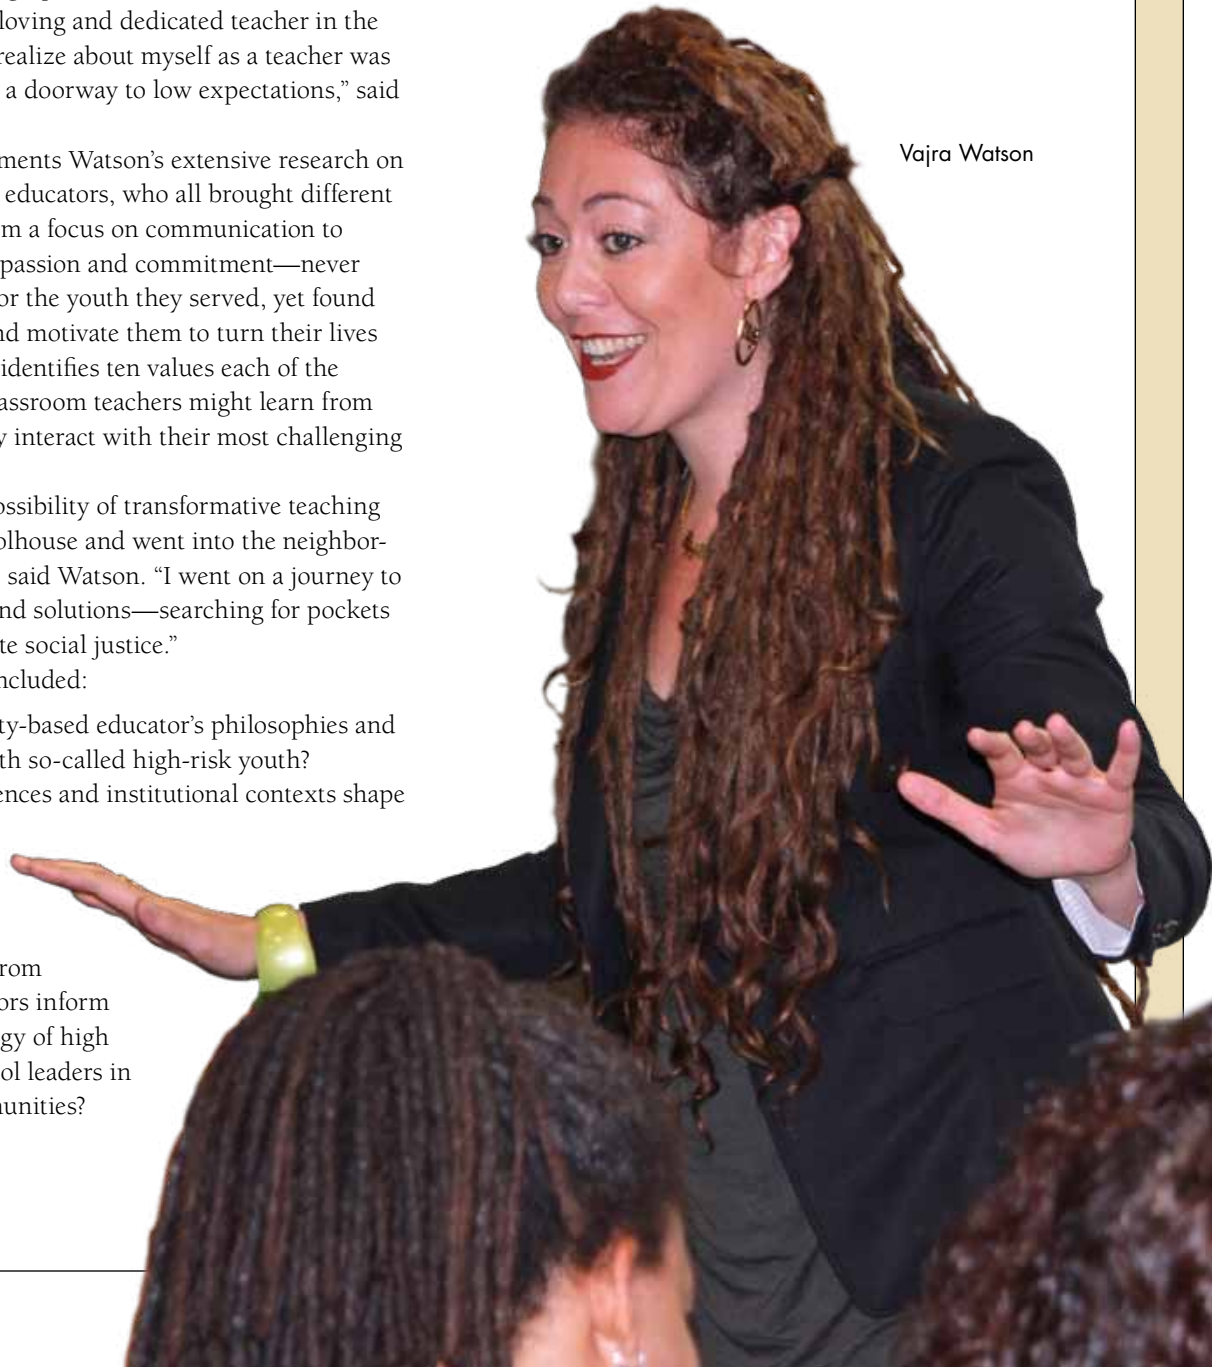 loving and dedicated teacher in the
realize about myself as a teacher was
a doorway to low expectations,” said
ments Watson’s extensive research on
educators, who all brought different
m a focus on communication to
passion and commitment—never
or the youth they served, yet found
nd motivate them to turn their lives
identifies ten values each of the
assroom teachers might learn from
y interact with their most challenging
ossibility of transformative teaching
olhouse and went into the neighbor-
said Watson. “I went on a journey to
nd solutions—searching for pockets
te social justice.”
ncluded:
ty-based educator’s philosophies and
th so-called high-risk youth?
ences and institutional contexts shape
rom
ors inform
gy of high
ol leaders in
unities?
Vajra Watson